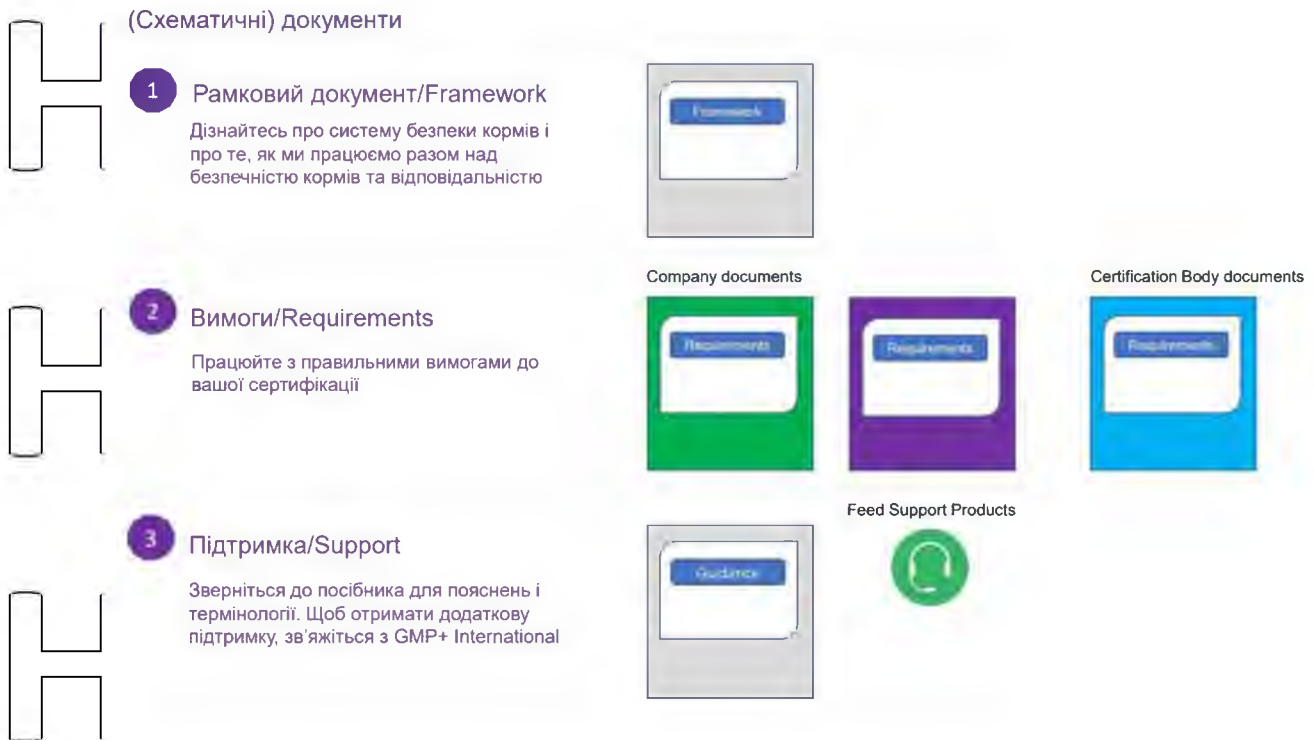 (Схематичні) документи
1
Рамковий документ/Framework
Дізнайтесь про систему безпеки кормів і
про те, як ми працюємо разом над
безпечністю кормів та відповідальністю
Framework
2
Вимоги/Requirements
Працюйте з правильними вимогами до
вашої сертифікації
Company documents
Certification Body documents
Requirements
Requirements
Requirements
3
Підтримка/Support
Зверніться до посібника для пояснень і
термінології. Щоб отримати додаткову
підтримку, зв’яжіться з GMP+ International
Guidance
Feed Support Products